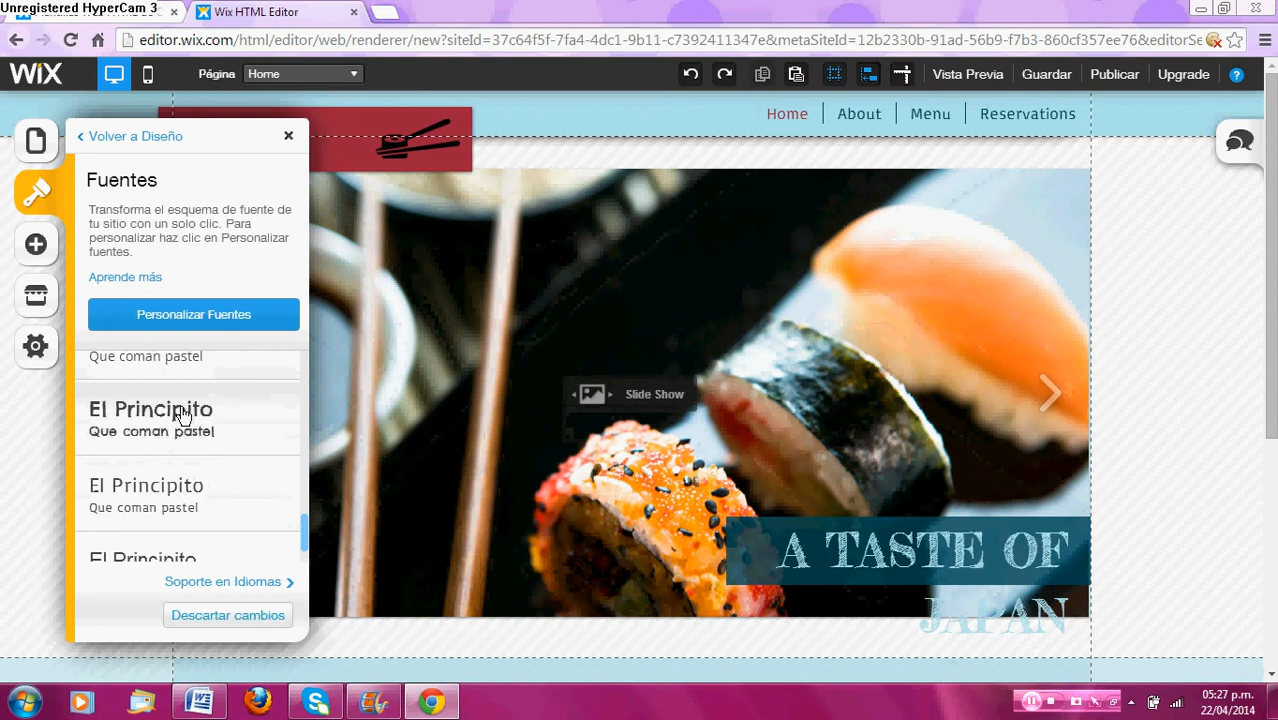 Unregistered HyperCam 3
Wix HTML Editor
editor.wix.com/html/editor/web/renderer/new?siteId=37c64f5f-7fa4-4dc1-9b11-c7392411347e&metaSiteId=12b2330b-91ad-56b9-f7b3-860cf357ee76&editorSe
WiX
Página
Home
Vista Previa
Guardar
Publicar
Upgrade
?
Home
About
Menu
Reservations
Volver a Diseño
Fuentes
Transforma el esquema de fuente de
tu sitio con un solo clic. Para
personalizar haz clic en Personalizar
fuentes.
Aprende más
Personalizar Fuentes
Que coman pastel
El Principito
Que coman pastel
El Principito
Que coman pastel
El Principito
Soporte en Idiomas
Descartar cambios
Slide Show
A TASTE OF
JAPAN
05:27 p.m.
22/04/2014